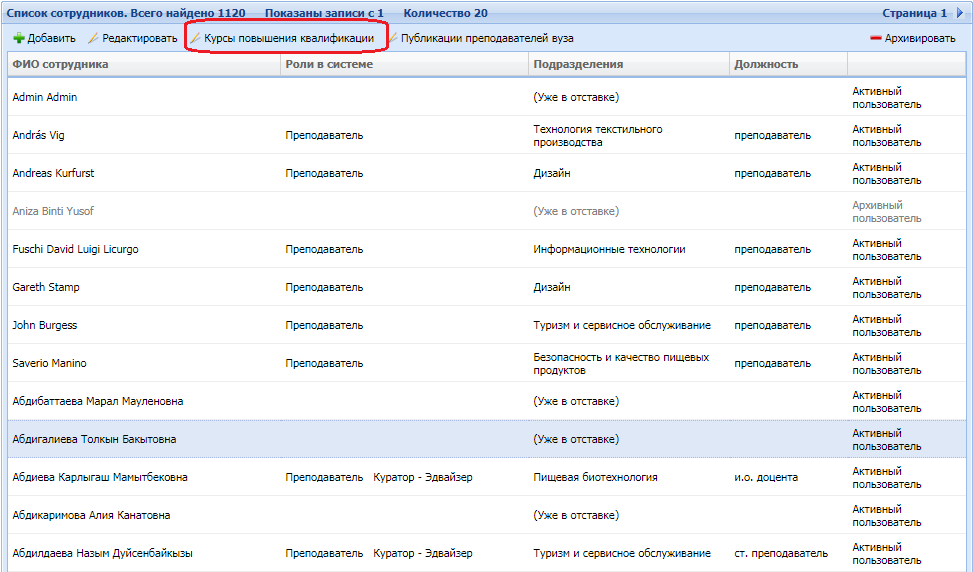 Список сотрудников. Всего найдено 1120 Показаны записи с 1 Количество 20 Страница 1
Добавить Редактировать Курсы повышения квалификации Публикации преподавателей вуза Архивировать
ФИО сотрудника Роли в системе Подразделения Должность
Admin Admin (Уже в отставке) Активный
пользователь
András Vig Преподаватель Технология текстильного преподаватель Активный
производства пользователь
Andreas Kurfurst Преподаватель Дизайн преподаватель Активный
пользователь
Aniza Binti Yusof (Уже в отставке) Архивный
пользователь
Fuschi David Luigi Licurgo Преподаватель Информационные технологии преподаватель Активный
пользователь
Gareth Stamp Преподаватель Дизайн преподаватель Активный
пользователь
John Burgess Преподаватель Туризм и сервисное обслуживание преподаватель Активный
пользователь
Saverio Manino Преподаватель Безопасность и качество пищевых преподаватель Активный
продуктов пользователь
Абдибаттаева Марал Мауленовна (Уже в отставке) Активный
пользователь
Абдигалиева Толкын Бакытовна (Уже в отставке) Активный
пользователь
Абдиева Карлыгаш Мамытбековна Преподаватель Куратор - Эдвайзер Пищевая биотехнология и.о. доцента Активный
пользователь
Абдикаримова Алия Канатовна (Уже в отставке) Активный
пользователь
Абдилдаева Назым Дуйсенбайкызы Преподаватель Куратор - Эдвайзер Туризм и сервисное обслуживание ст. преподаватель Активный
пользователь